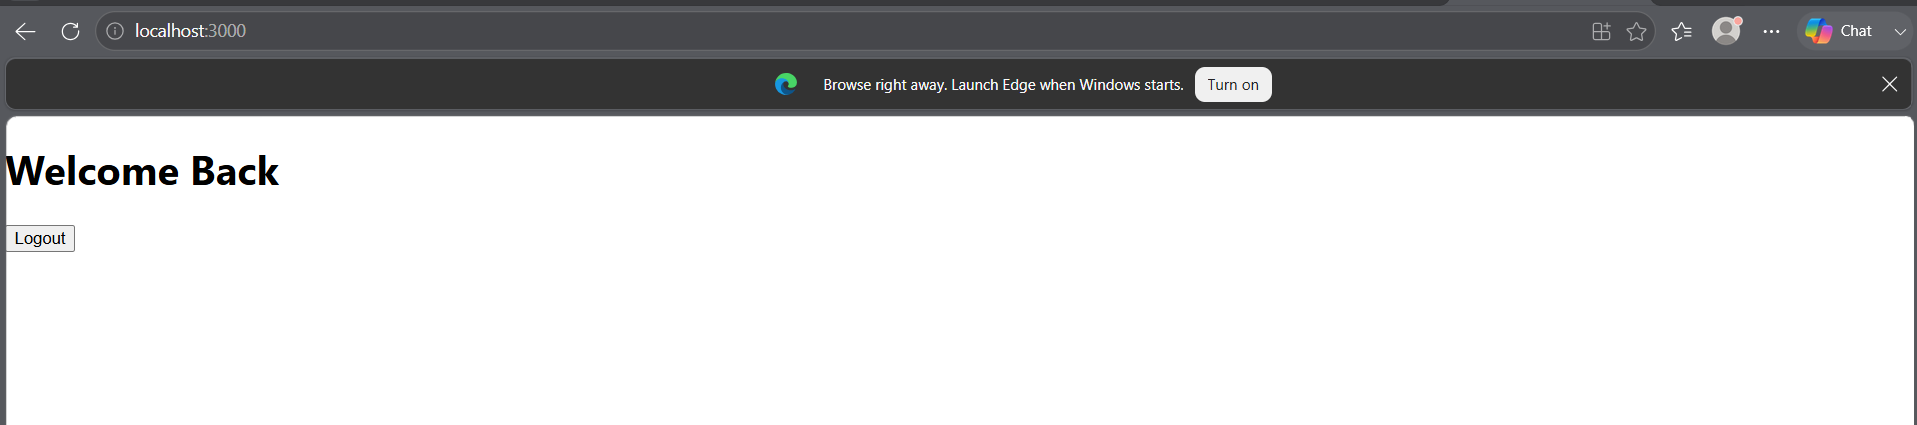 localhost:3000
Chat
Browse right away. Launch Edge when Windows starts. Turn on
Welcome Back
Logout